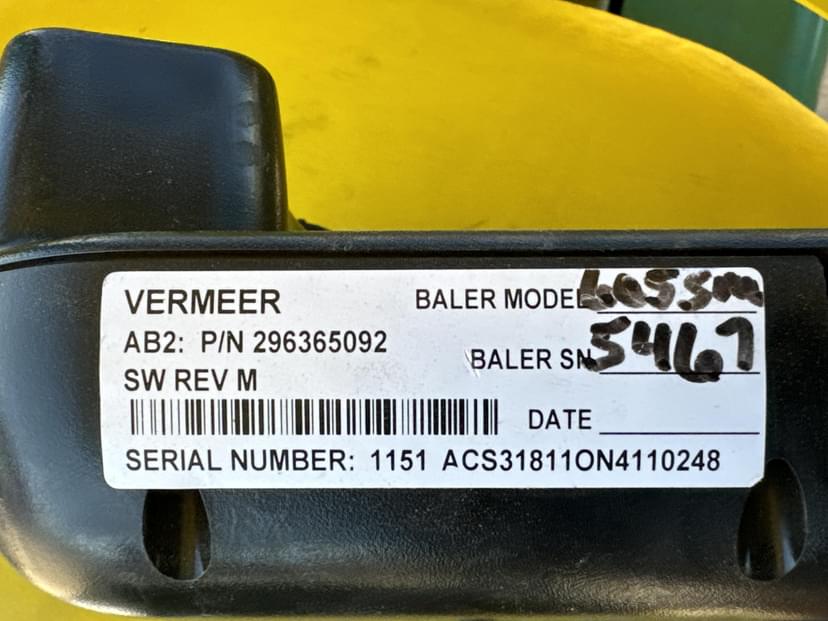 VERMEER BALER MODEL 605sm
AB2: P/N 296365092
BALER SN 5467
SW REV M
DATE
SERIAL NUMBER: 1151 ACS31811ON4110248